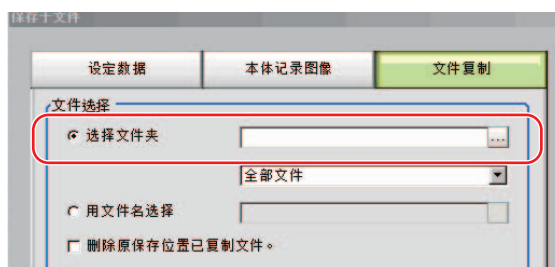 保存于文件
设定数据 本体记录图像 文件复制
文件选择
选择文件夹 ...
全部文件
用文件名选择
删除原保存位置已复制文件。